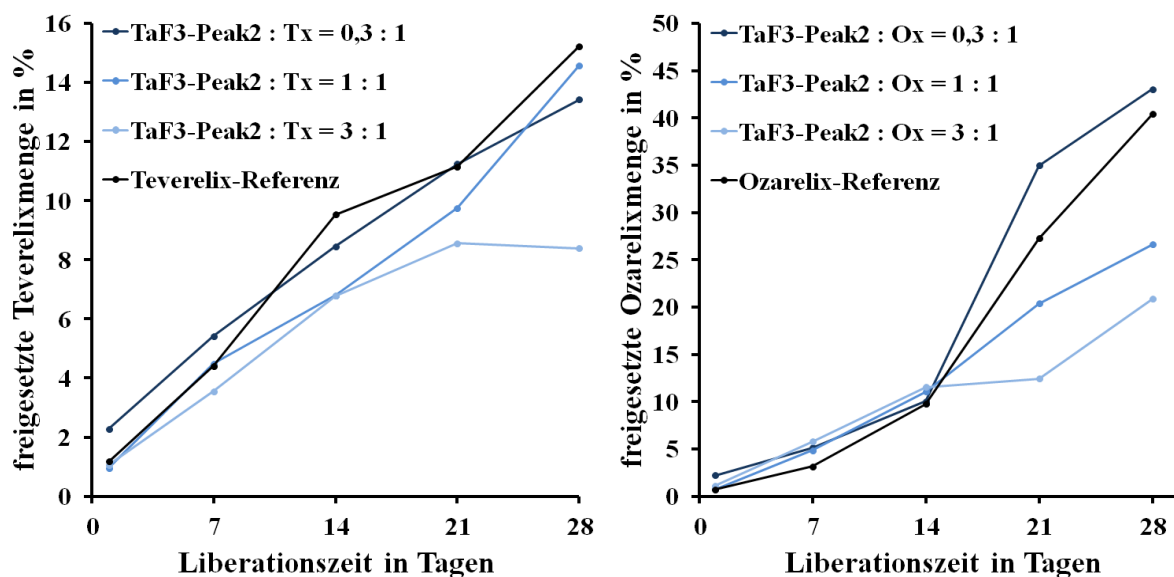 freigesetzte Teverelixmenge in %
16
14
12
10
8
6
4
2
0
TaF3-Peak2 : Tx = 0,3 : 1
TaF3-Peak2 : Tx = 1 : 1
TaF3-Peak2 : Tx = 3 : 1
Teverelix-Referenz
0 7 14 21 28
Liberationszeit in Tagen
freigesetzte Ozarelixmenge in %
50
45
40
35
30
25
20
15
10
5
0
TaF3-Peak2 : Ox = 0,3 : 1
TaF3-Peak2 : Ox = 1 : 1
TaF3-Peak2 : Ox = 3 : 1
Ozarelix-Referenz
0 7 14 21 28
Liberationszeit in Tagen